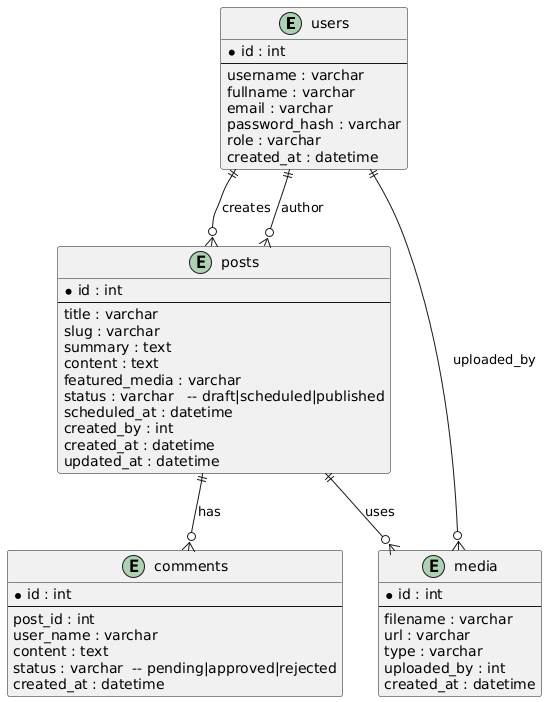 E users
* id : int
username : varchar
fullname : varchar
email : varchar
password_hash : varchar
role : varchar
created_at : datetime
creates
author
E posts
* id : int
title : varchar
slug : varchar
summary : text
content : text
featured_media : varchar
status : varchar -- draft|scheduled|published
scheduled_at : datetime
created_by : int
created_at : datetime
updated_at : datetime
uploaded_by
has
uses
E comments
* id : int
post_id : int
user_name : varchar
content : text
status : varchar -- pending|approved|rejected
created_at : datetime
E media
* id : int
filename : varchar
url : varchar
type : varchar
uploaded_by : int
created_at : datetime